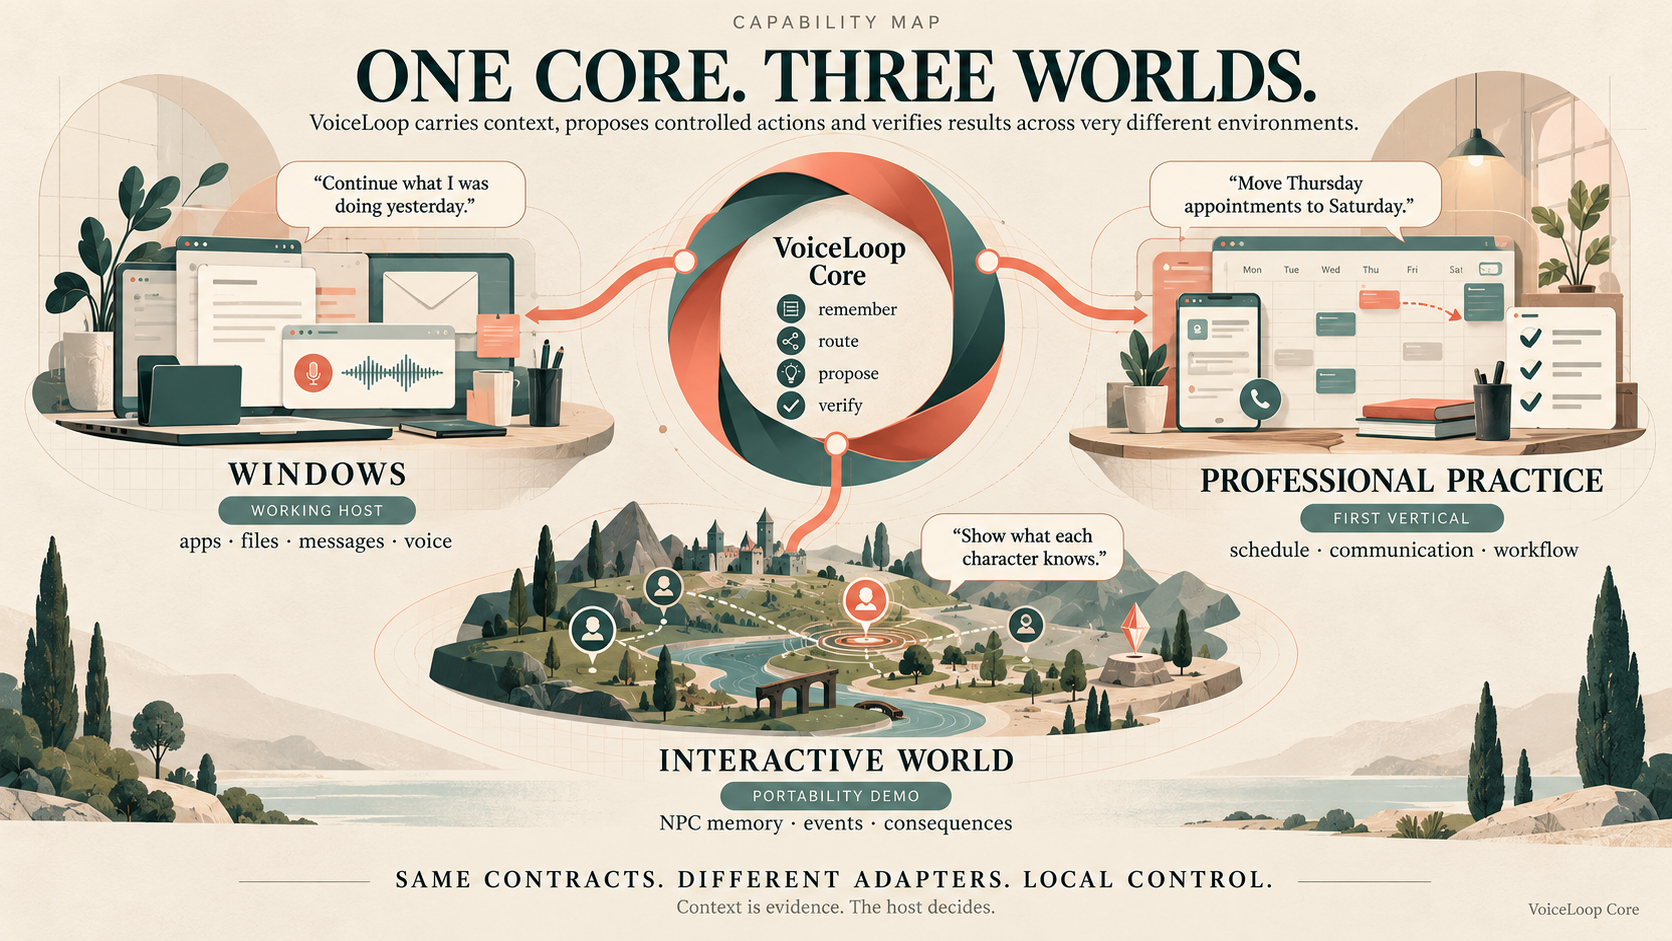 CAPABILITY MAP
ONE CORE. THREE WORLDS.
VoiceLoop carries context, proposes controlled actions and verifies results across very different environments.
“Continue what I was
doing yesterday.”
VoiceLoop
Core
remember
route
propose
verify
“Move Thursday
appointments to Saturday.”
Mon Tue Wed Thu Fri Sat
WINDOWS
WORKING HOST
apps · files · messages · voice
PROFESSIONAL PRACTICE
FIRST VERTICAL
schedule · communication · workflow
“Show what each
character knows.”
INTERACTIVE WORLD
PORTABILITY DEMO
NPC memory · events · consequences
SAME CONTRACTS. DIFFERENT ADAPTERS. LOCAL CONTROL.
Context is evidence. The host decides.
VoiceLoop Core